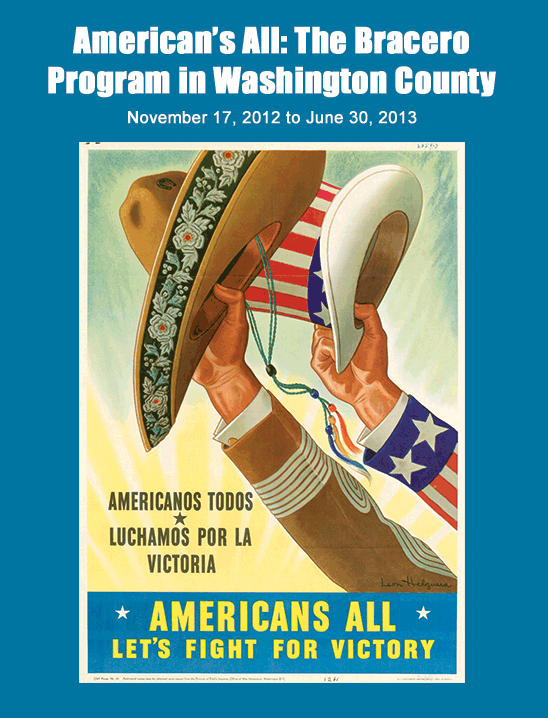 American's All: The Bracero
Program in Washington County
November 17, 2012 to June 30, 2013
AMERICANOS TODOS
LUCHAMOS POR LA
VICTORIA
Leon Helguera
AMERICANS ALL
LET'S FIGHT FOR VICTORY